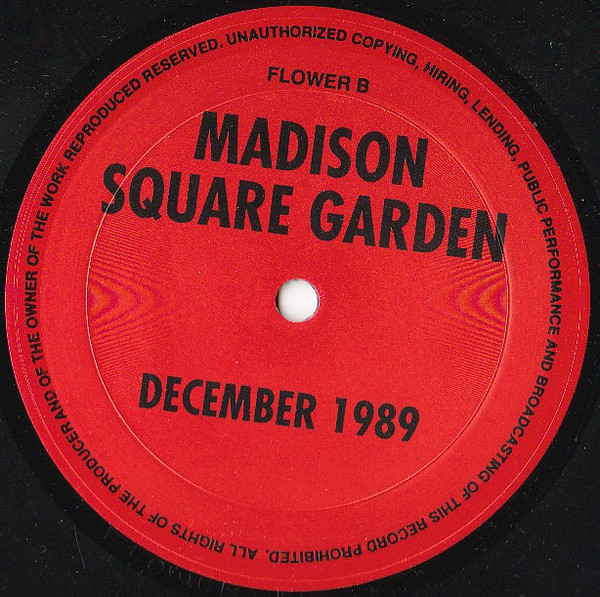 FLOWER B
MADISON
SQUARE GARDEN
DECEMBER 1989
ALL RIGHTS OF THE PRODUCER AND OF THE OWNER OF THE WORK REPRODUCED RESERVED. UNAUTHORIZED COPYING, HIRING, LENDING, PUBLIC PERFORMANCE AND BROADCASTING OF THIS RECORD PROHIBITED.